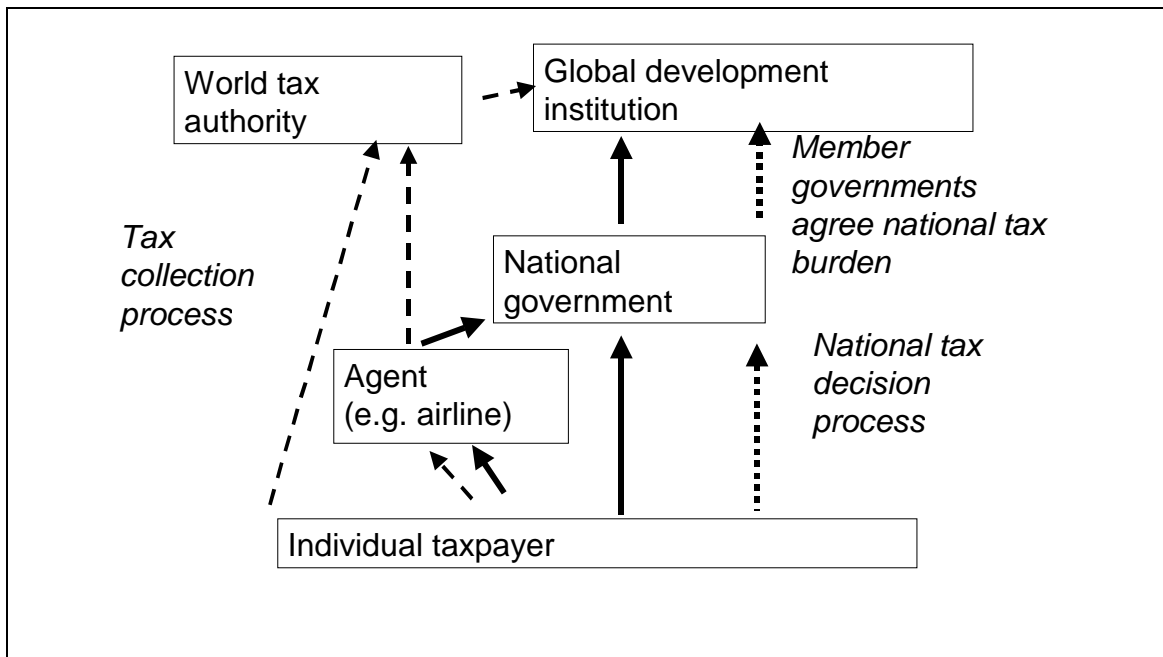 World tax
authority
Global development
institution
Member
governments
agree national tax
burden
Tax
collection
process
National
government
National tax
decision
process
Agent
(e.g. airline)
Individual taxpayer